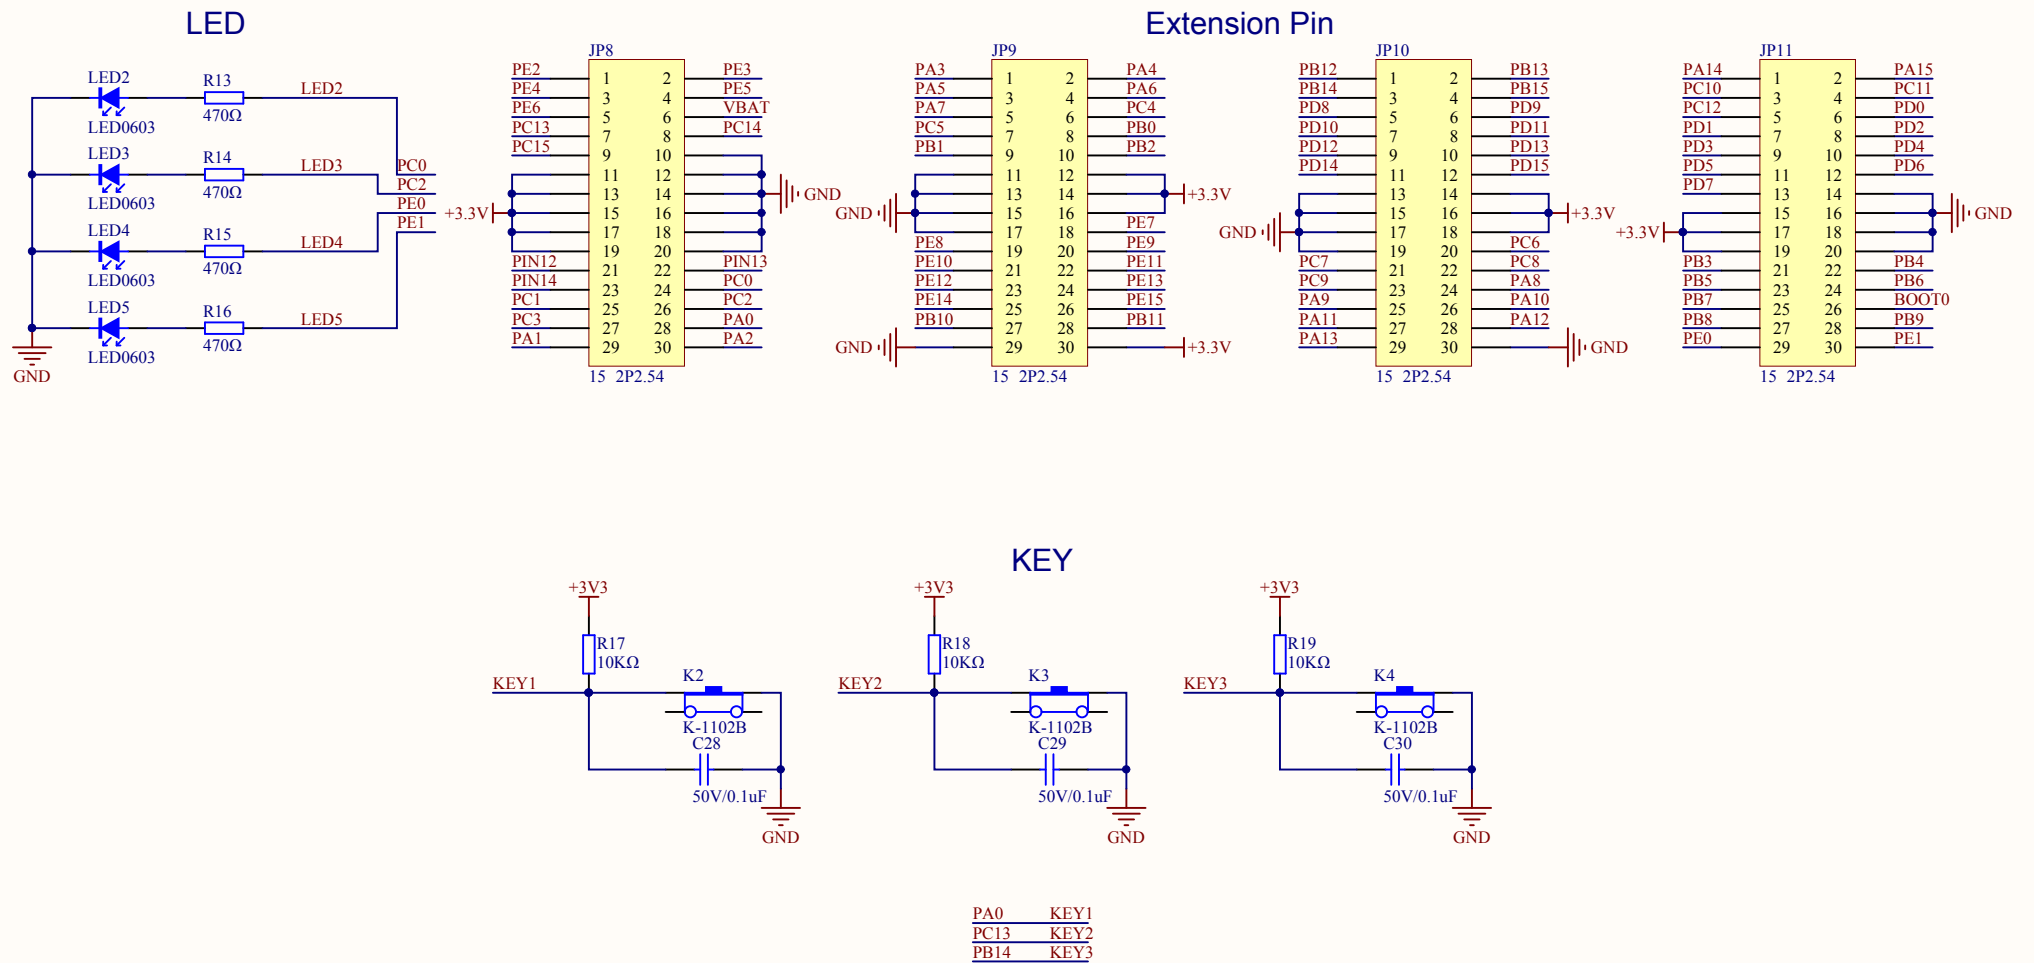 LED
LED2
LED0603
R13
470Ω
LED2
LED3
LED0603
R14
470Ω
LED3
LED4
LED0603
R15
470Ω
LED4
LED5
LED0603
R16
470Ω
LED5
GND
PC0
PC2
PE0
PE1
Extension Pin
JP8
PE2 1 2 PE3
PE4 3 4 PE5
PE6 5 6 VBAT
PC13 7 8 PC14
PC15 9 10
11 12
13 14 GND
+3.3V 15 16
17 18
19 20
PIN12 21 22 PIN13
PIN14 23 24 PC0
PC1 25 26 PC2
PC3 27 28 PA0
PA1 29 30 PA2
15 2P2.54
JP9
PA3 1 2 PA4
PA5 3 4 PA6
PA7 5 6 PC4
PC5 7 8 PB0
PB1 9 10 PB2
11 12
13 14 +3.3V
GND 15 16
17 18 PE7
PE8 19 20 PE9
PE10 21 22 PE11
PE12 23 24 PE13
PE14 25 26 PE15
PB10 27 28 PB11
GND 29 30 +3.3V
15 2P2.54
JP10
PB12 1 2 PB13
PB14 3 4 PB15
PD8 5 6 PD9
PD10 7 8 PD11
PD12 9 10 PD13
PD14 11 12 PD15
13 14
15 16 +3.3V
GND 17 18
19 20 PC6
PC7 21 22 PC8
PC9 23 24 PA8
PA9 25 26 PA10
PA11 27 28 PA12
PA13 29 30 GND
15 2P2.54
JP11
PA14 1 2 PA15
PC10 3 4 PC11
PC12 5 6 PD0
PD1 7 8 PD2
PD3 9 10 PD4
PD5 11 12 PD6
PD7 13 14
15 16 GND
+3.3V 17 18
19 20
PB3 21 22 PB4
PB5 23 24 PB6
PB7 25 26 BOOT0
PB8 27 28 PB9
PE0 29 30 PE1
15 2P2.54
KEY
+3V3
R17
10KΩ
KEY1
K2
K-1102B
C28
50V/0.1uF
GND
+3V3
R18
10KΩ
KEY2
K3
K-1102B
C29
50V/0.1uF
GND
+3V3
R19
10KΩ
KEY3
K4
K-1102B
C30
50V/0.1uF
GND
PA0 KEY1
PC13 KEY2
PB14 KEY3